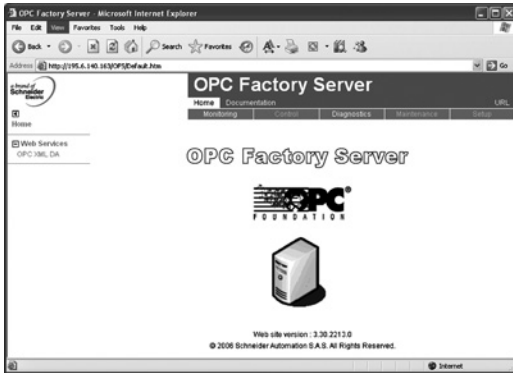 OPC Factory Server - Microsoft Internet Explorer
File Edit View Favorites Tools Help
Back Search Favorites
Address http://195.6.140.163/OFS/Default.htm Go
a brand of
Schneider
Electric
OPC Factory Server
Home Documentation URL
Monitoring Control Diagnostics Maintenance Setup
Home
Web Services
OPC XML DA
OPC Factory Server
OPC®
FOUNDATION
Web site version : 3.30.2213.0
© 2006 Schneider Automation S.A.S. All Rights Reserved.
Internet